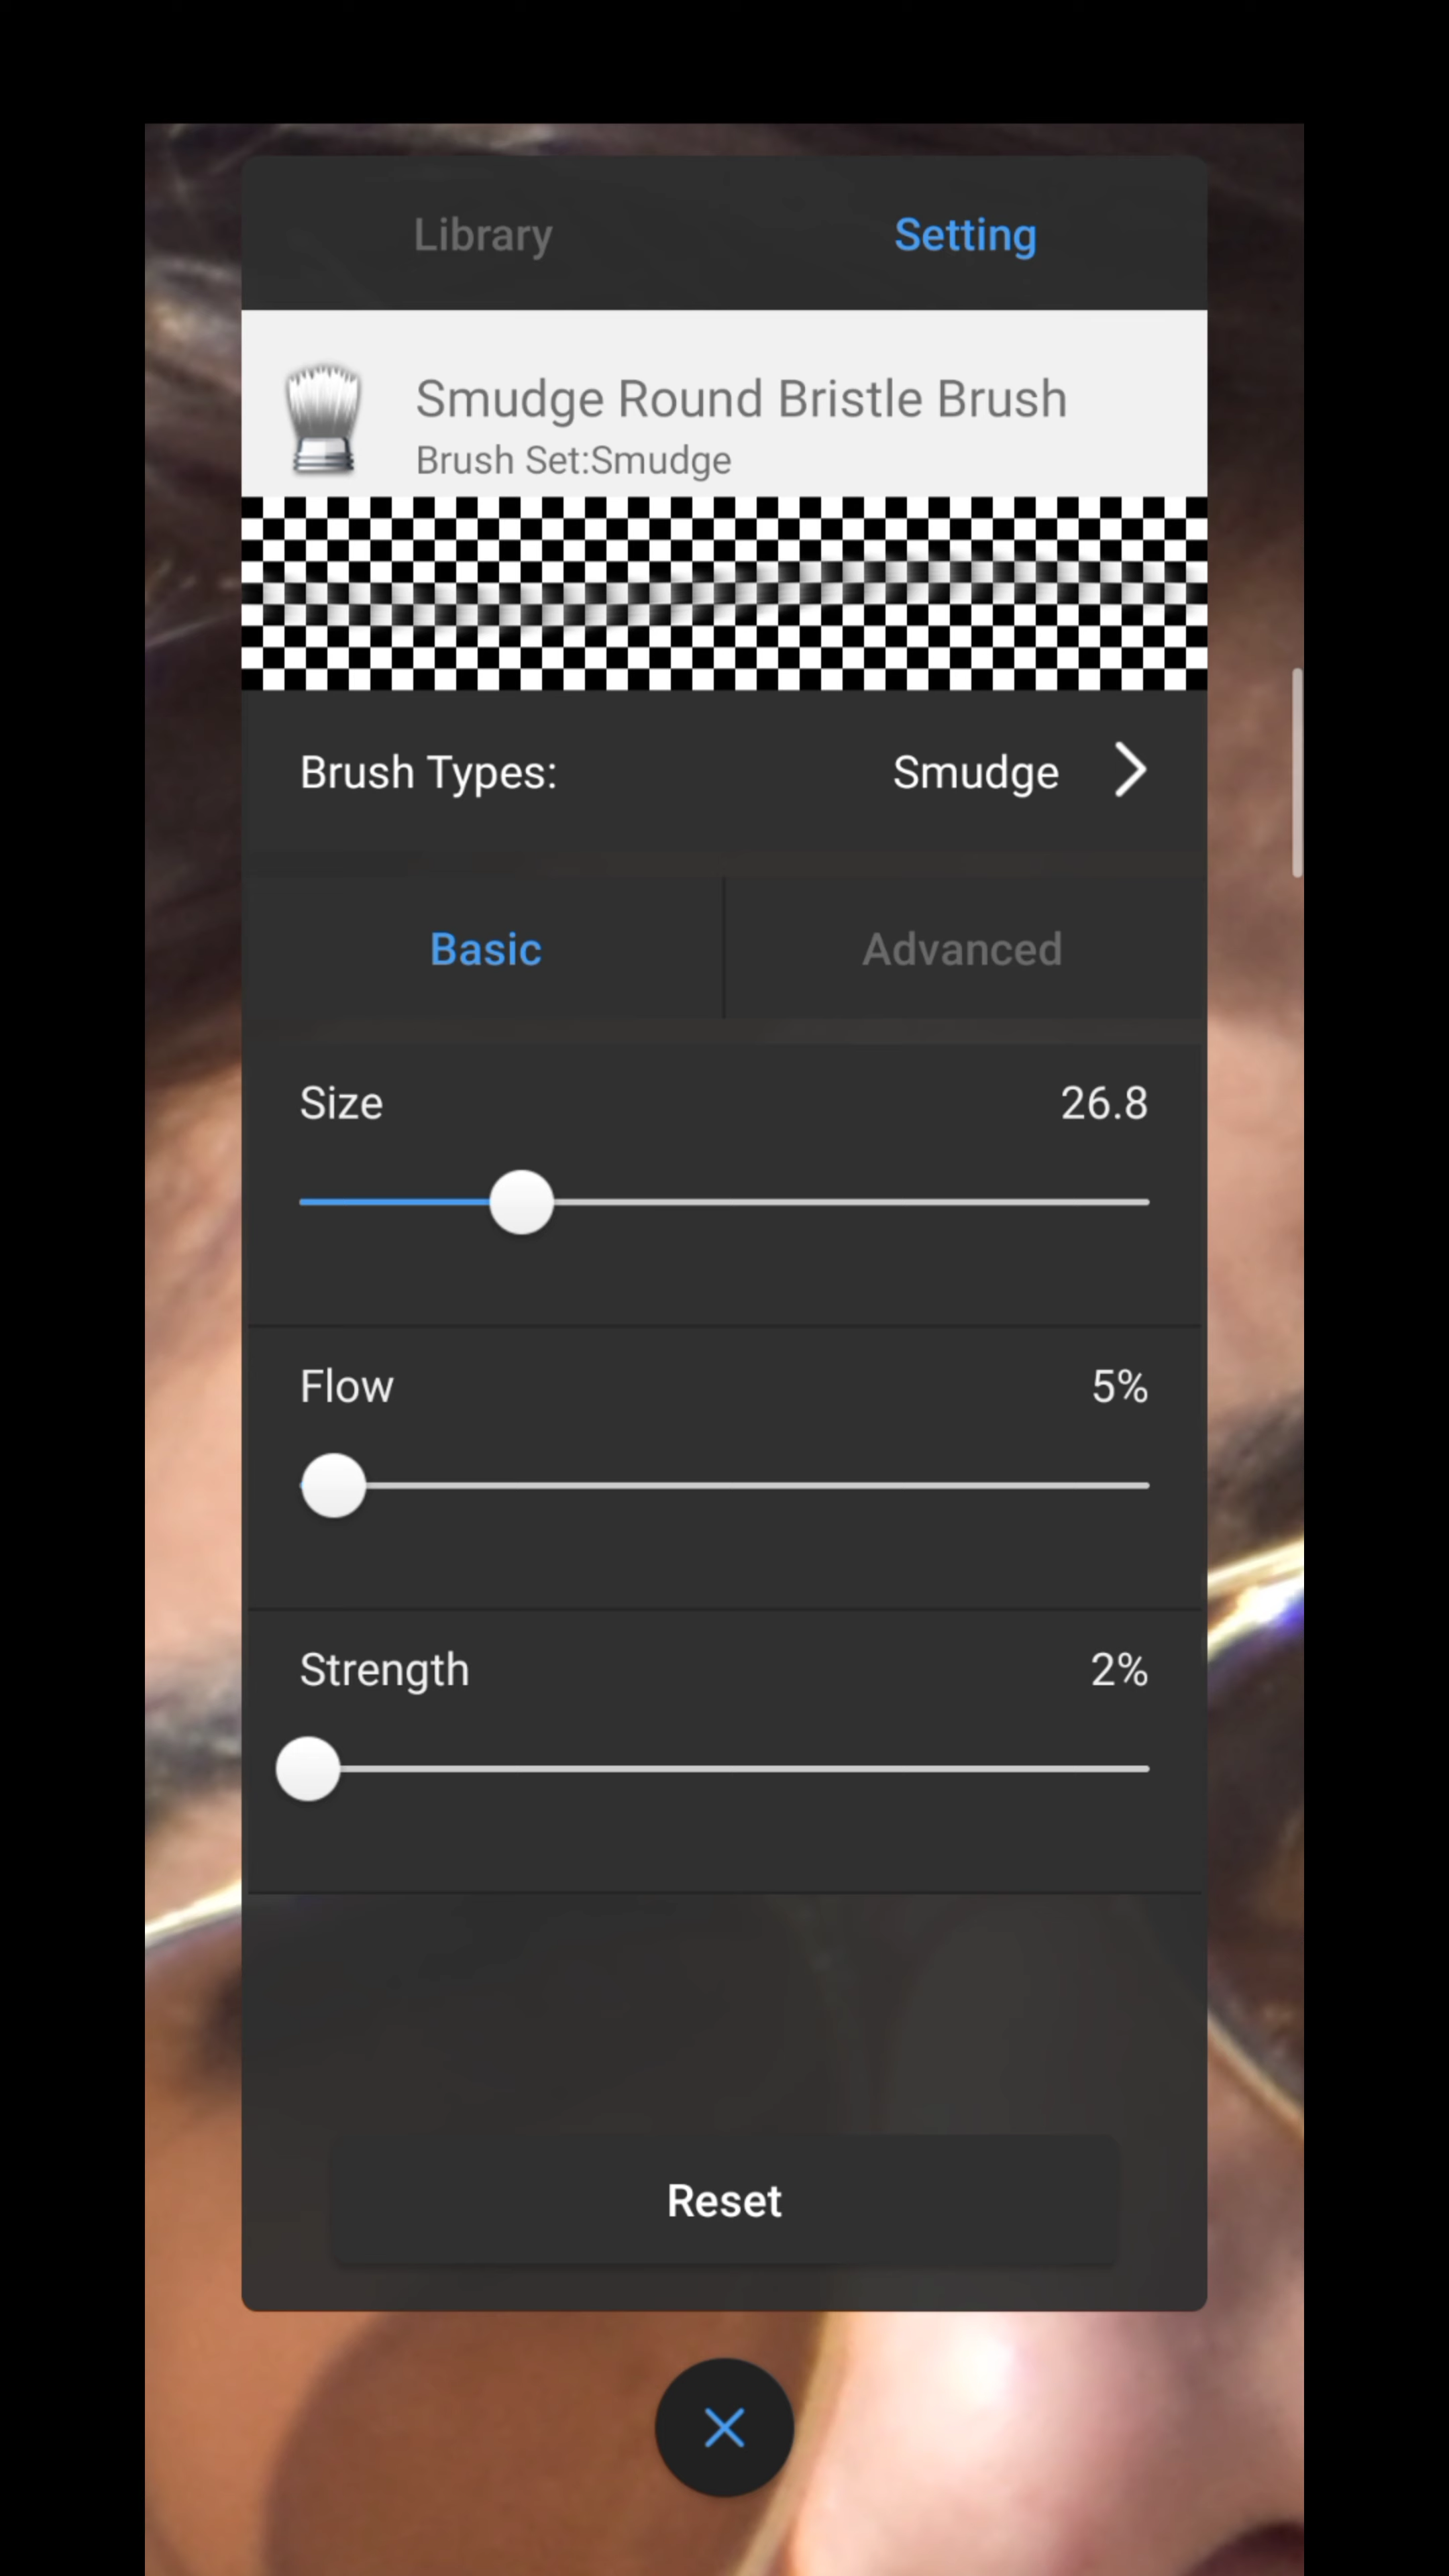 Library
Setting
Smudge Round Bristle Brush
Brush Set:Smudge
Brush Types:
Smudge
Basic
Advanced
Size
26.8
Flow
5%
Strength
2%
Reset